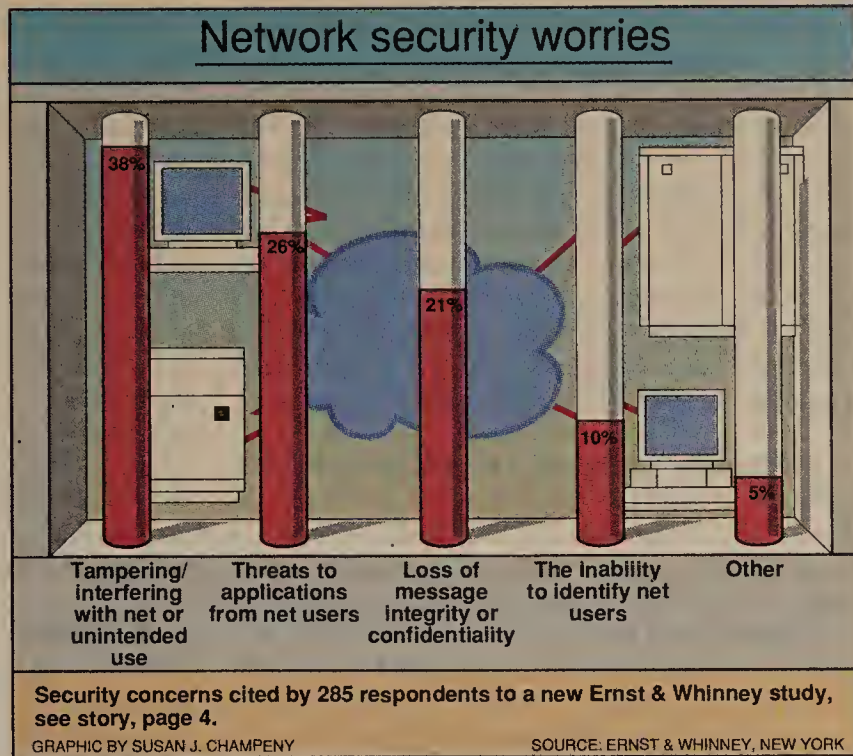 Network security worries
38%
26%
21%
10%
5%
Tampering/
interfering
with net or
unintended
use
Threats to
applications
from net users
Loss of
message
integrity or
confidentiality
The inability
to identify net
users
Other
Security concerns cited by 285 respondents to a new Ernst & Whinney study,
see story, page 4.
GRAPHIC BY SUSAN J. CHAMPENY
SOURCE: ERNST & WHINNEY, NEW YORK